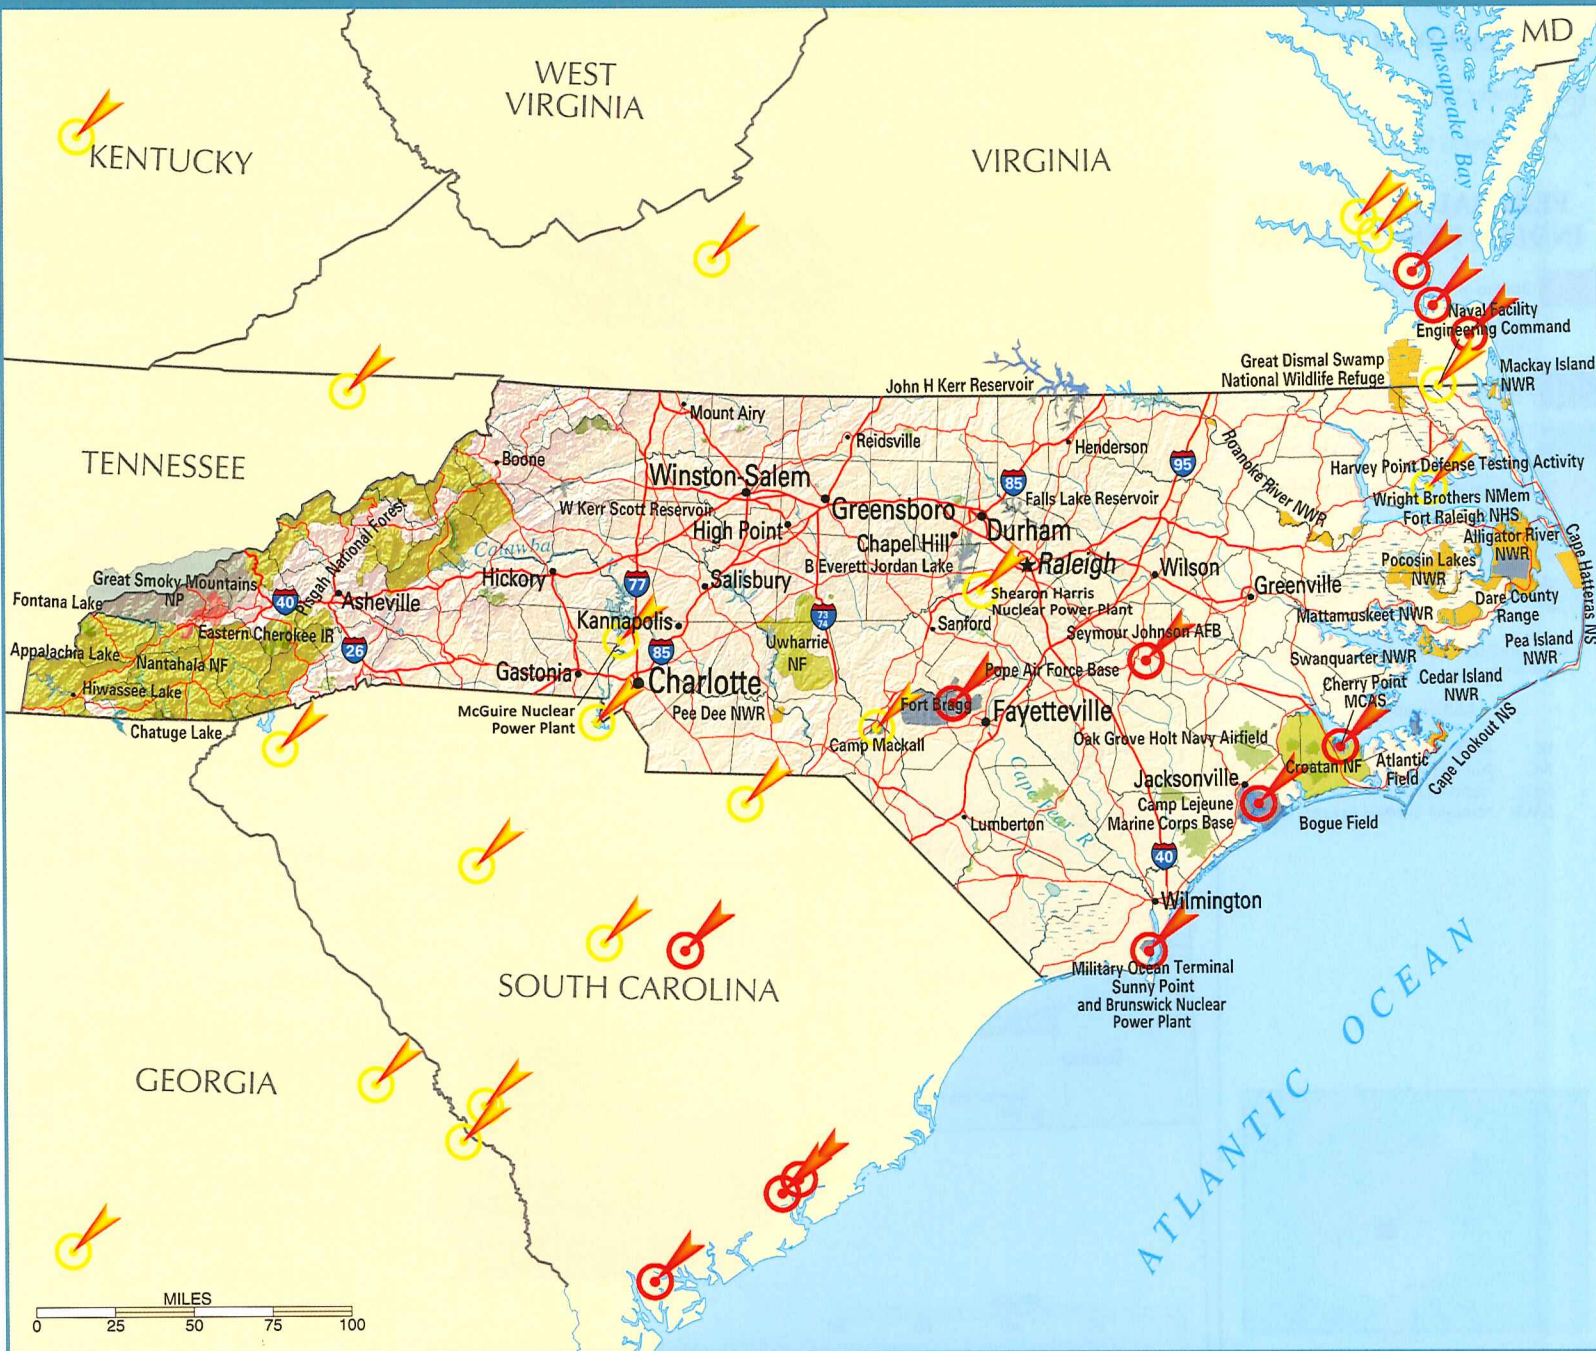 MD
WEST
VIRGINIA
Chesapeake Bay
KENTUCKY
VIRGINIA
Naval Facility
Engineering Command
Great Dismal Swamp
National Wildlife Refuge
Mackay Island
NWR
John H Kerr Reservoir
Mount Airy
Reidsville
Henderson
TENNESSEE
Boone
Winston-Salem
95
85
Roanoke River NWR
Harvey Point Defense Testing Activity
W Kerr Scott Reservoir
Greensboro
Falls Lake Reservoir
Wright Brothers NMem
Fort Raleigh NHS
High Point
Durham
Chapel Hill
Alligator River
NWR
Pisgah National Forest
Catawba
B Everett Jordan Lake
Raleigh
Pocosin Lakes
NWR
Cape Hatteras NS
Great Smoky Mountains
NP
Hickory
77
Salisbury
Wilson
Greenville
Fontana Lake
40
Asheville
Shearon Harris
Nuclear Power Plant
Dare County
Range
Kannapolis
73
74
Sanford
Mattamuskeet NWR
Eastern Cherokee IR
Seymour Johnson AFB
Pea Island
NWR
Appalachia Lake
Nantahala NF
26
85
Uwharrie
NF
Swanquarter NWR
Gastonia
Charlotte
Pope Air Force Base
Cherry Point
MCAS
Cedar Island
NWR
Hiwassee Lake
Fort Bragg
McGuire Nuclear
Power Plant
Pee Dee NWR
Fayetteville
Chatuge Lake
Camp Mackall
Oak Grove Holt Navy Airfield
Cape Lookout NS
Croatan NF
Atlantic
Field
Jacksonville
Cape Fear R
Camp Lejeune
Marine Corps Base
Bogue Field
Lumberton
40
Wilmington
Military Ocean Terminal
Sunny Point
and Brunswick Nuclear
Power Plant
SOUTH CAROLINA
ATLANTIC OCEAN
GEORGIA
MILES
0 25 50 75 100